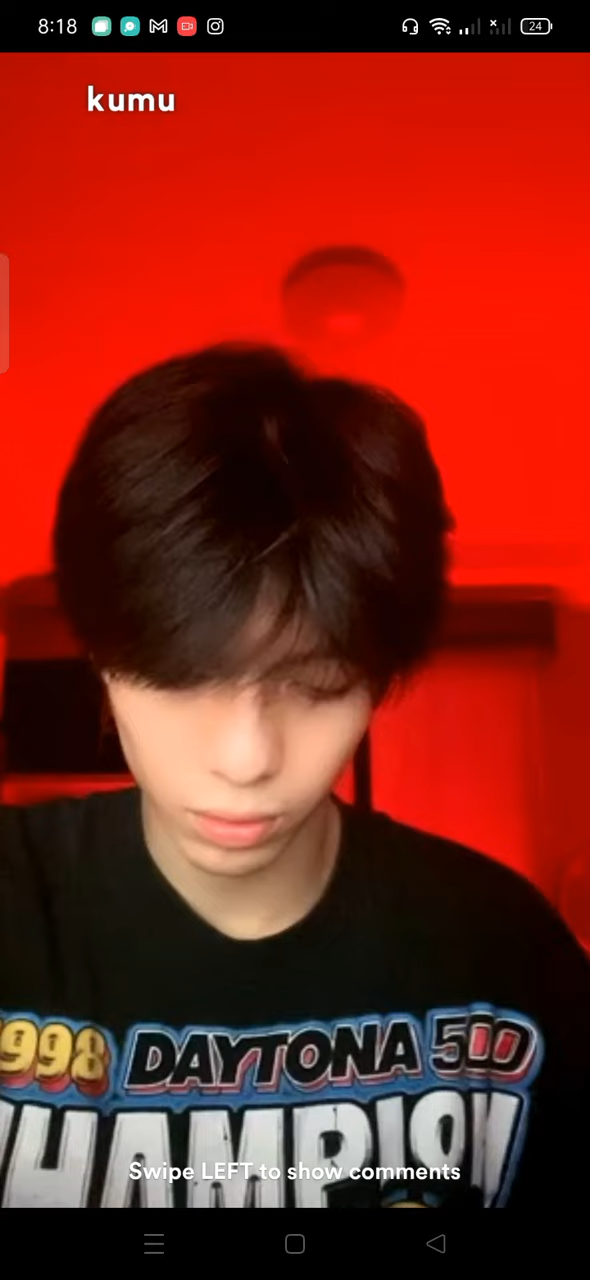 8:18
24
kumu
1998 DAYTONA 500
CHAMPION
Swipe LEFT to show comments